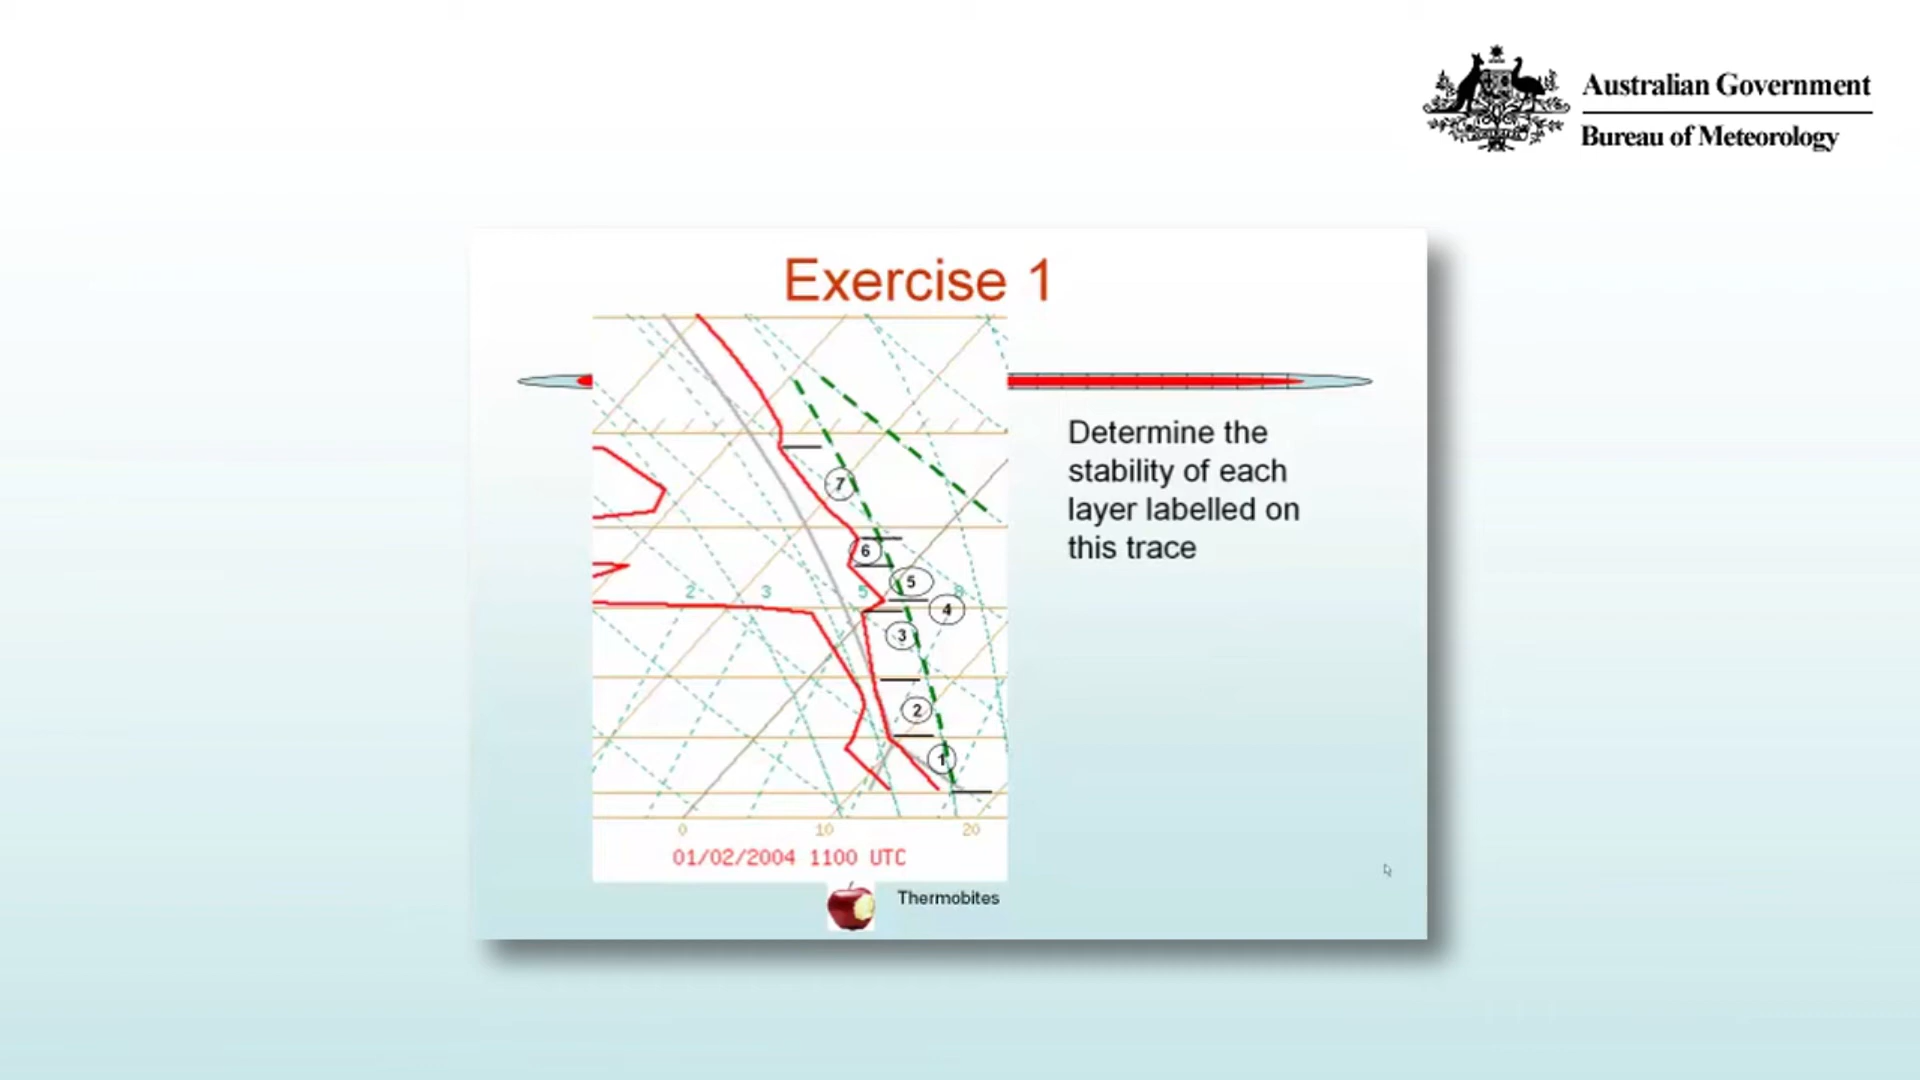 Australian Government
Bureau of Meteorology
Exercise 1
Determine the
stability of each
layer labelled on
this trace
7
6
5
2
3
5
8
4
3
2
1
0
10
20
01/02/2004 1100 UTC
Thermobites